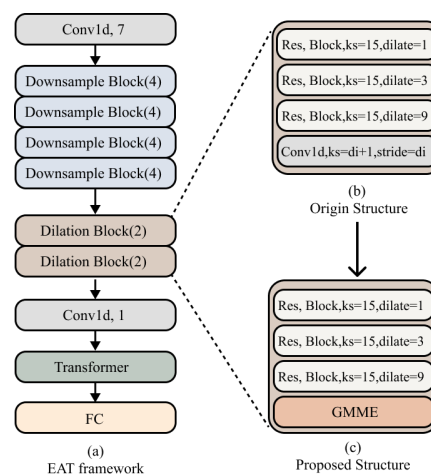 Conv1d, 7
Downsample Block(4)
Downsample Block(4)
Downsample Block(4)
Downsample Block(4)
Dilation Block(2)
Dilation Block(2)
Conv1d, 1
Transformer
FC
(a)
EAT framework
Res, Block,ks=15,dilate=1
Res, Block,ks=15,dilate=3
Res, Block,ks=15,dilate=9
Conv1d,ks=di+1,stride=di
(b)
Origin Structure
Res, Block,ks=15,dilate=1
Res, Block,ks=15,dilate=3
Res, Block,ks=15,dilate=9
GMME
(c)
Proposed Structure